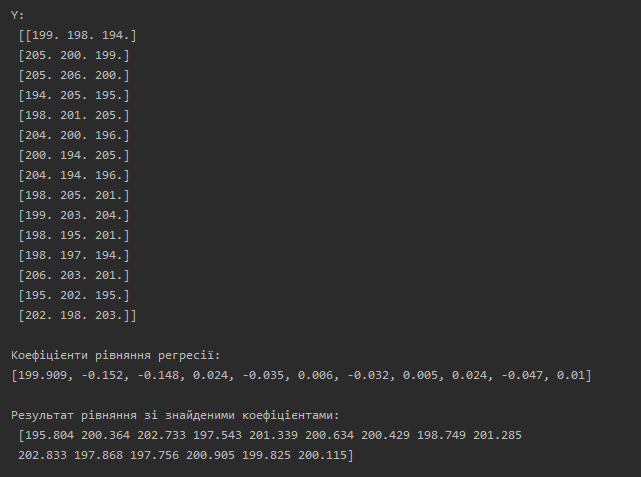 Y:
[[199. 198. 194.]
[205. 200. 199.]
[205. 206. 200.]
[194. 205. 195.]
[198. 201. 205.]
[204. 200. 196.]
[200. 194. 205.]
[204. 194. 196.]
[198. 205. 201.]
[199. 203. 204.]
[198. 195. 201.]
[198. 197. 194.]
[206. 203. 201.]
[195. 202. 195.]
[202. 198. 203.]]
Коефіцієнти рівняння регресії:
[199.909, -0.152, -0.148, 0.024, -0.035, 0.006, -0.032, 0.005, 0.024, -0.047, 0.01]
Результат рівняння зі знайденими коефіцієнтами:
[195.804 200.364 202.733 197.543 201.339 200.634 200.429 198.749 201.285
202.833 197.868 197.756 200.905 199.825 200.115]